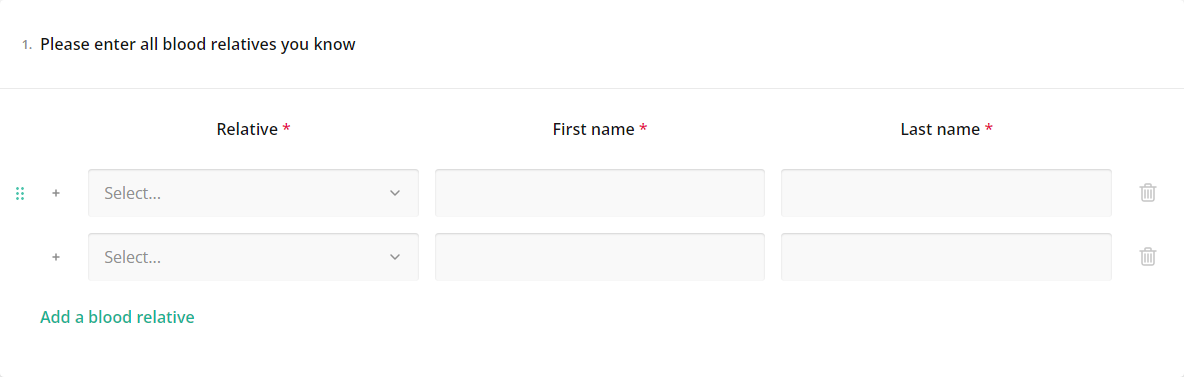 1. Please enter all blood relatives you know
Relative * First name * Last name *
+ Select...
+ Select...
Add a blood relative